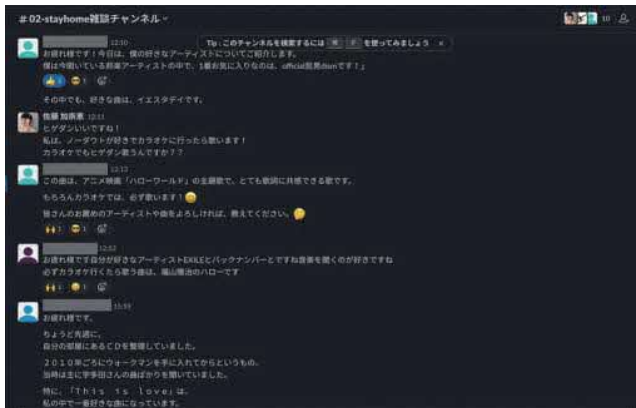 # 02-stayhome雑談チャンネル
10
12:10
Tip：このチャンネルを検索するには ⌘ F を使ってみましょう ×
お疲れ様です！今日は、僕の好きなアーティストについてご紹介します。
僕は今聞いている邦楽アーティストの中で、1番お気に入りなのは、official髭男dismです！」
その中でも、好きな曲は、イエスタデイです。
佐藤 加奈恵 12:11
ヒゲダンいいですね！
私は、ノーダウトが好きでカラオケに行ったら歌います！
カラオケでもヒゲダン歌うんですか？？
12:12
この曲は、アニメ映画「ハローワールド」の主題歌で、とても歌詞に共感できる歌です。
もちろんカラオケでは、必ず歌います！
皆さんのお薦めのアーティストや曲をよろしければ、教えてください。
1 1
12:52
お疲れ様です自分が好きなアーティストEXILEとバックナンバーとですね音楽を聞くのが好きですね
必ずカラオケ行くたら歌う曲は、福山雅治のハローです
1 1
お疲れ様です。
ちょうど先週に、
自分の部屋にあるCDを整理していました。
２０１０年ごろにウォークマンを手に入れてからというもの、
当時は主に宇多田さんの曲ばかりを聞いていました。
特に、「Ｔｈｉｓ ｉｓ ｌｏｖｅ」は、
私の中で一番好きな曲になっています。